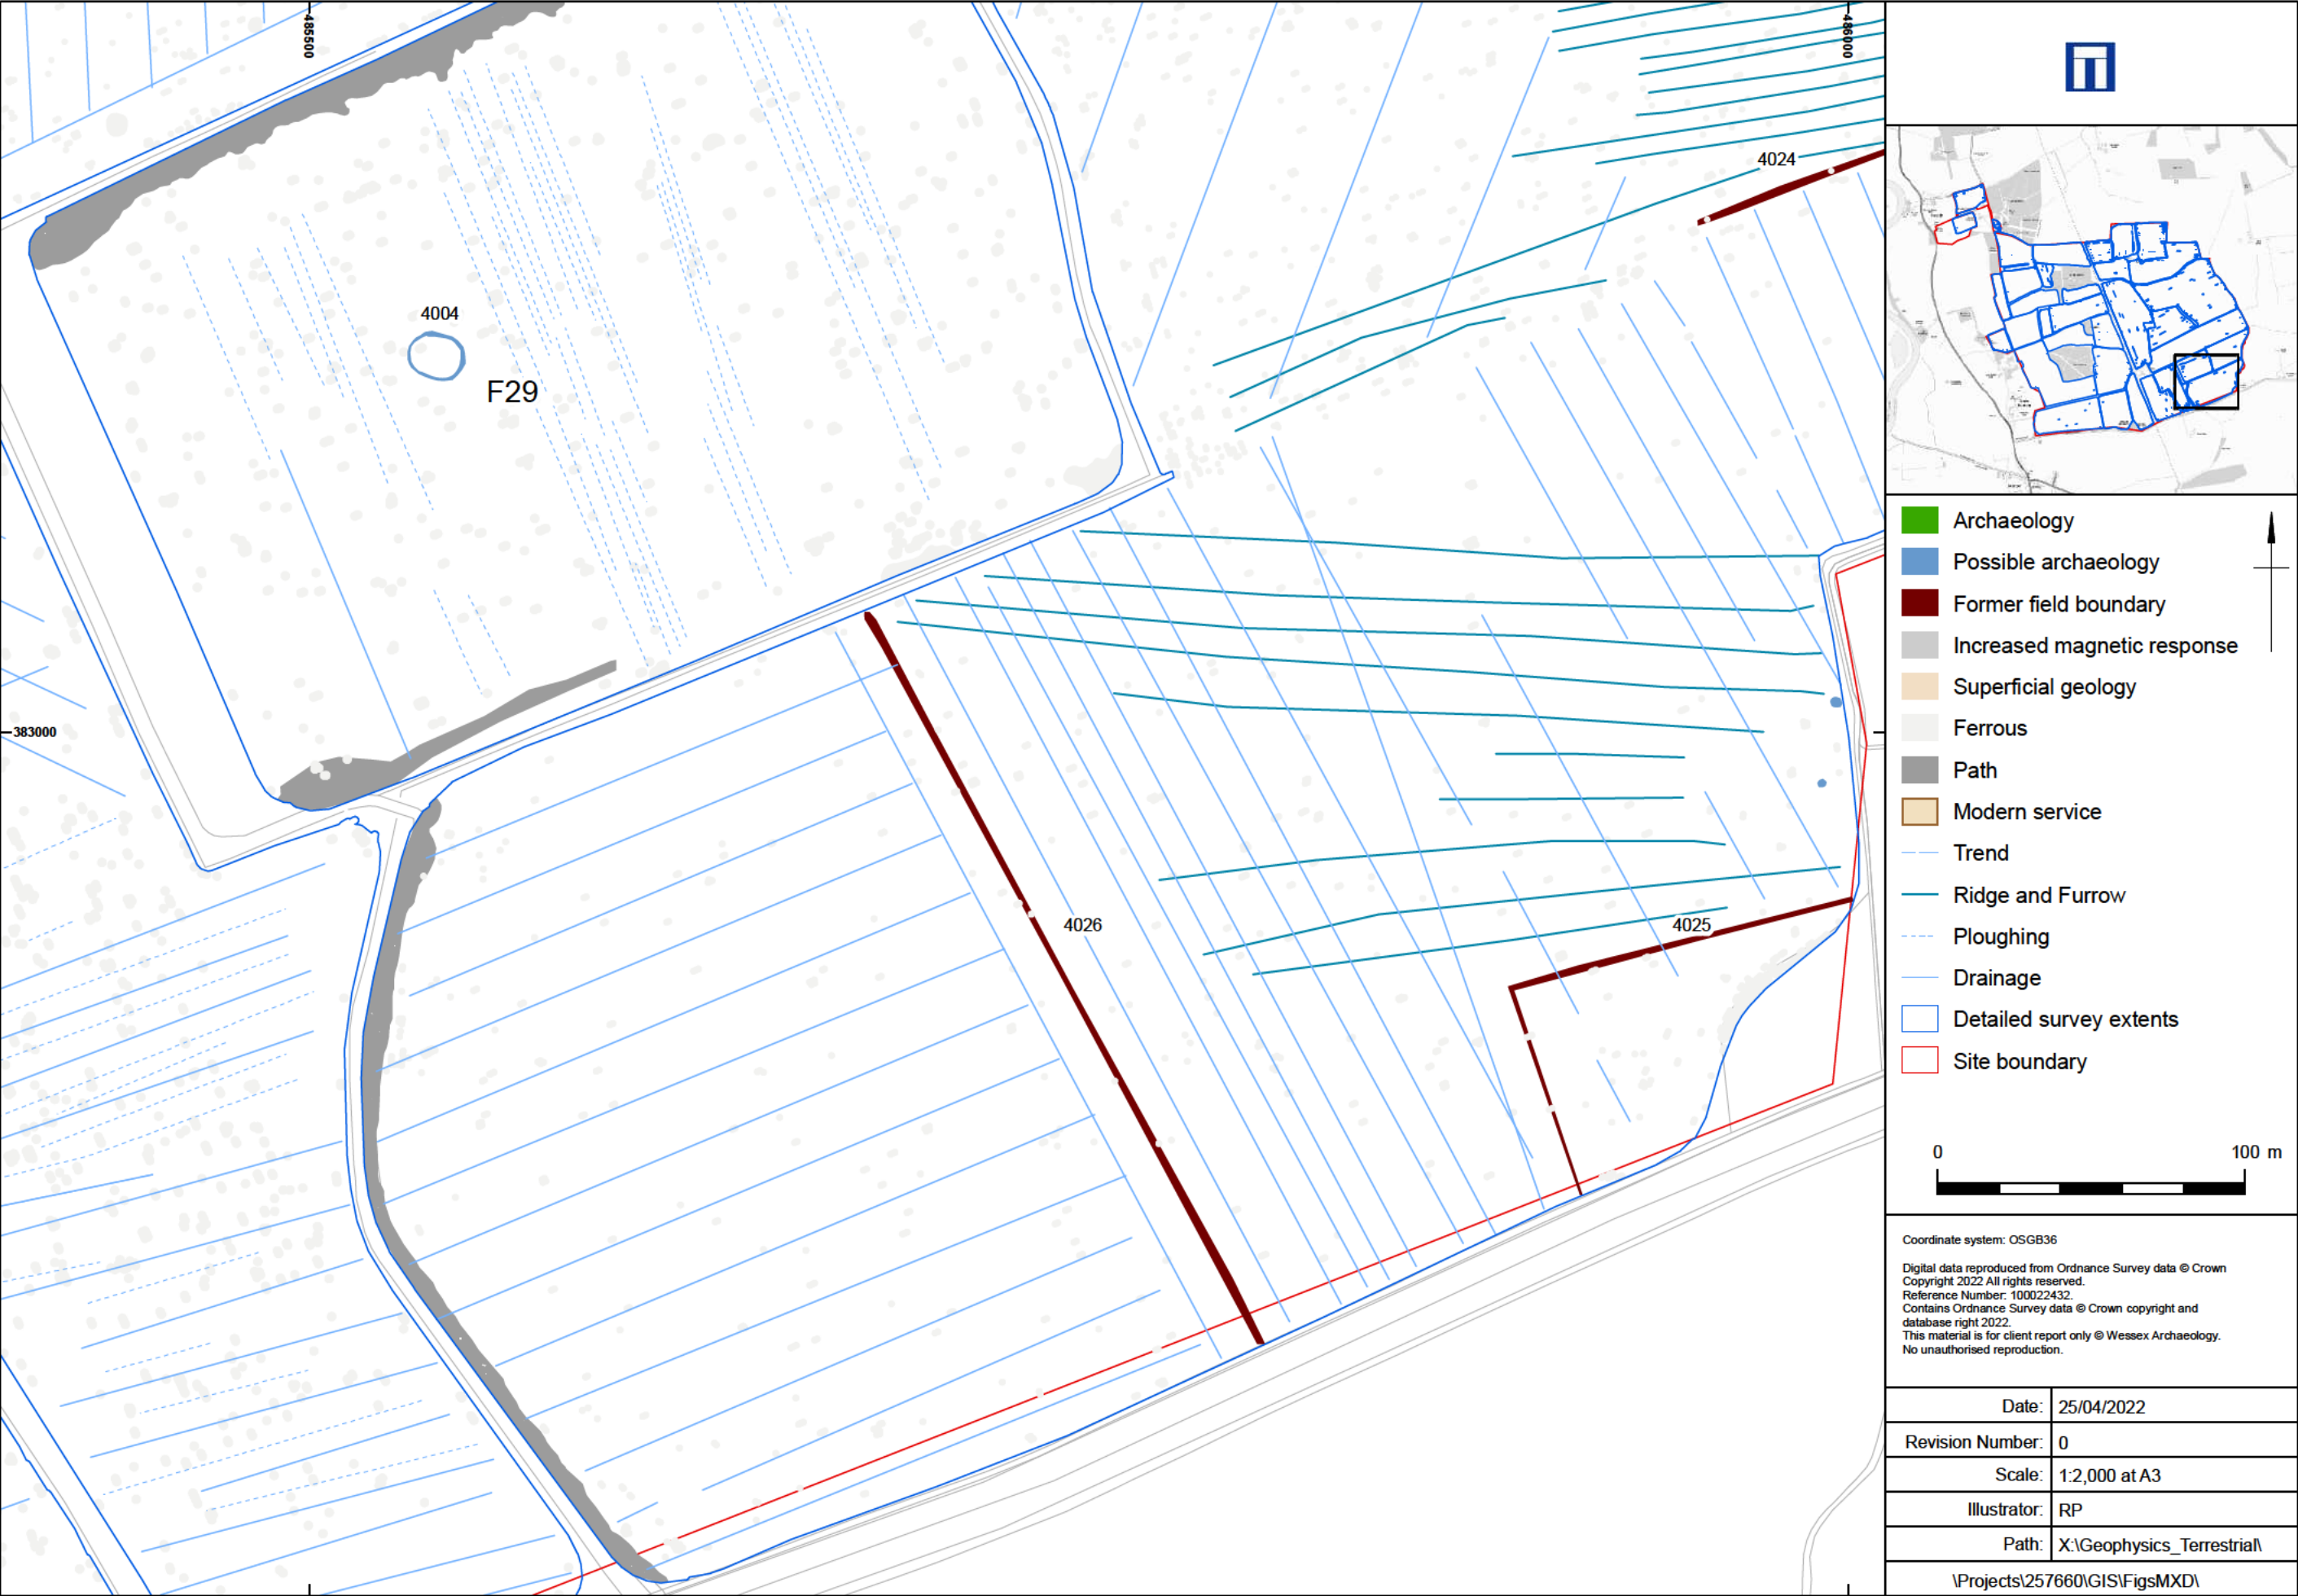 485500
486000
4024
4004
F29
383000
4026
4025
Archaeology
Possible archaeology
Former field boundary
Increased magnetic response
Superficial geology
Ferrous
Path
Modern service
Trend
Ridge and Furrow
Ploughing
Drainage
Detailed survey extents
Site boundary
0 100 m
Coordinate system: OSGB36
Digital data reproduced from Ordnance Survey data © Crown
Copyright 2022 All rights reserved.
Reference Number: 100022432.
Contains Ordnance Survey data © Crown copyright and
database right 2022.
This material is for client report only © Wessex Archaeology.
No unauthorised reproduction.
Date: 25/04/2022
Revision Number: 0
Scale: 1:2,000 at A3
Illustrator: RP
Path: X:\Geophysics_Terrestrial\
\Projects\257660\GIS\FigsMXD\